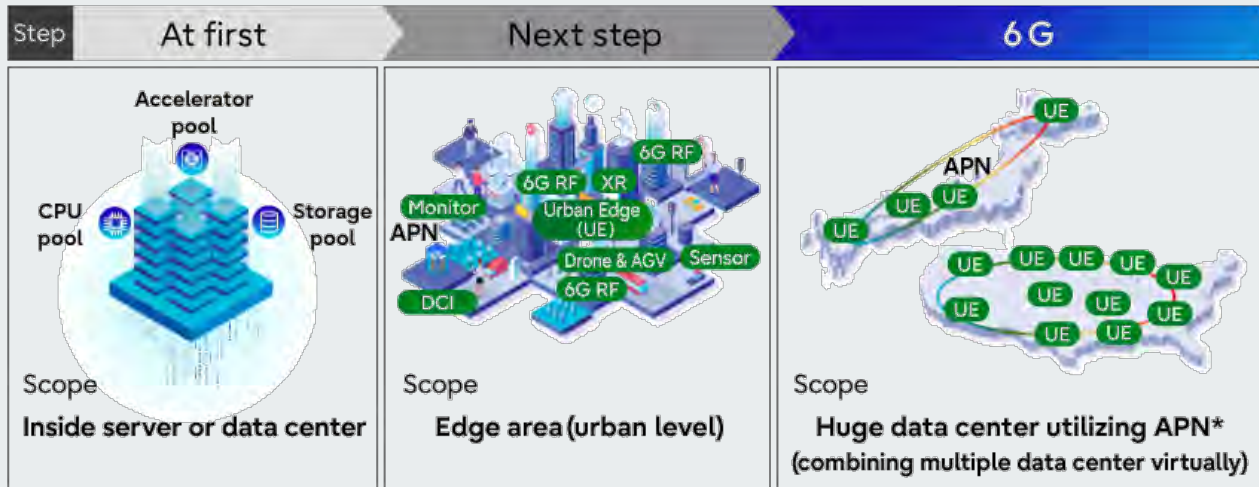 Step
At first
Next step
6G
Accelerator
pool
CPU
pool
Storage
pool
Scope
Inside server or data center
6G RF
6G RF
XR
Monitor
Urban Edge
(UE)
APN
Drone & AGV
Sensor
DCI
6G RF
Scope
Edge area (urban level)
UE
APN
UE
UE
UE
UE
UE
UE
UE
UE
UE
UE
UE
UE
UE
UE
Scope
Huge data center utilizing APN*
(combining multiple data center virtually)